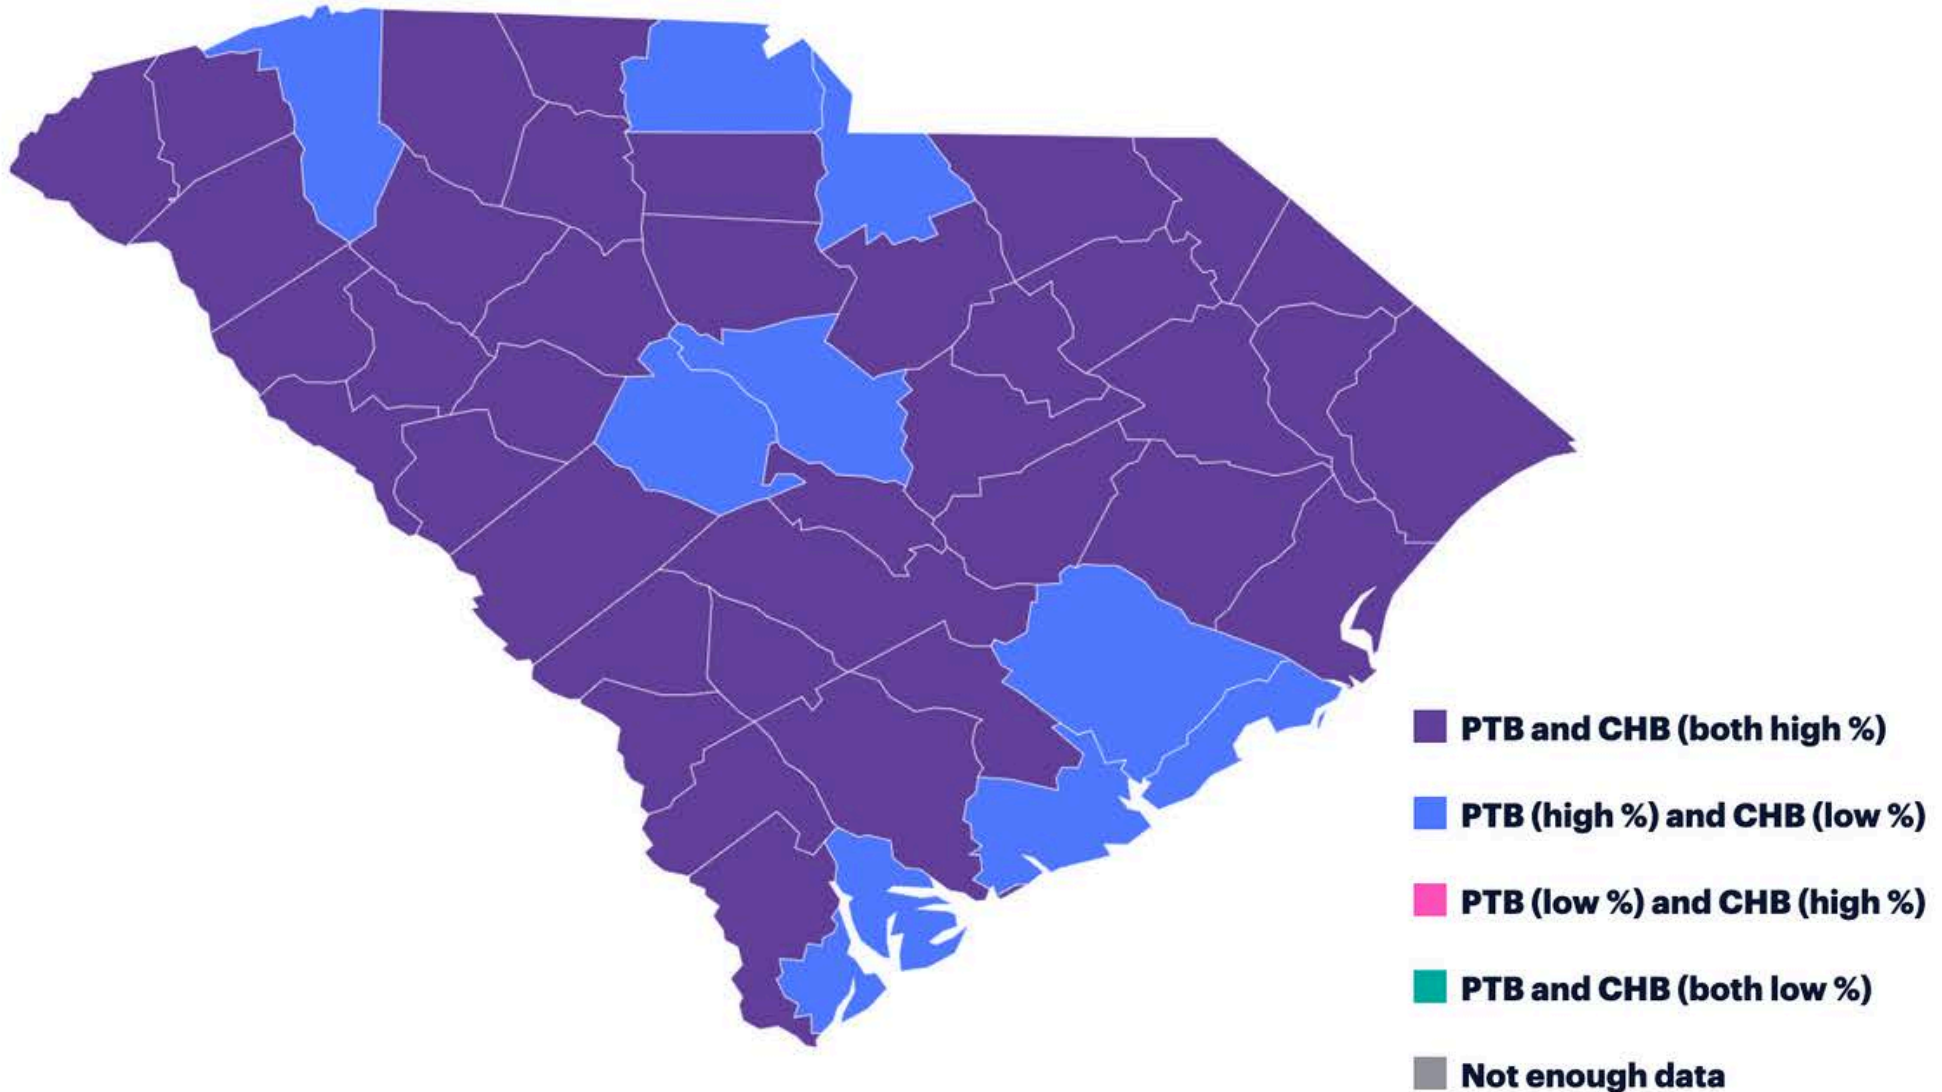 PTB and CHB (both high %)
PTB (high %) and CHB (low %)
PTB (low %) and CHB (high %)
PTB and CHB (both low %)
Not enough data